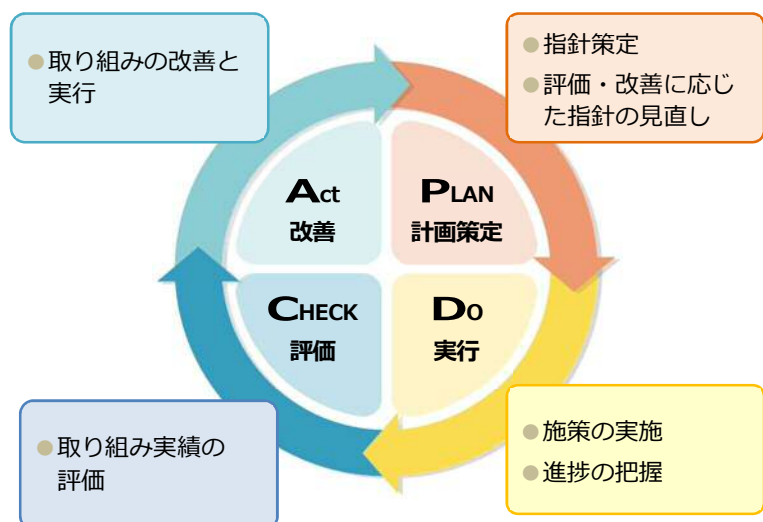 ●取り組みの改善と
実行
●指針策定
●評価・改善に応じ
た指針の見直し
Act
改善
PLAN
計画策定
CHECK
評価
Do
実行
●取り組み実績の
評価
●施策の実施
●進捗の把握